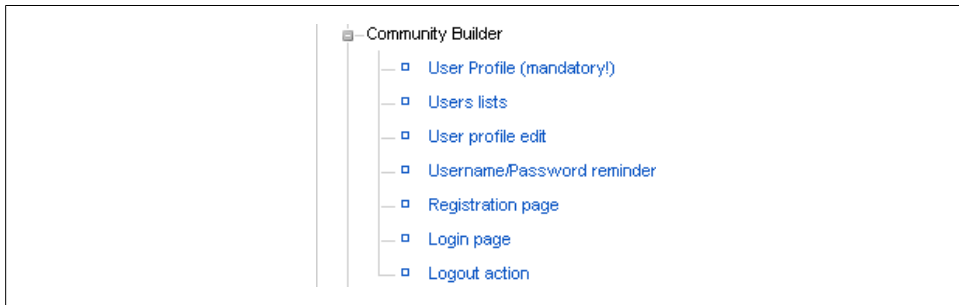 Community Builder
User Profile (mandatory!)
Users lists
User profile edit
Username/Password reminder
Registration page
Login page
Logout action